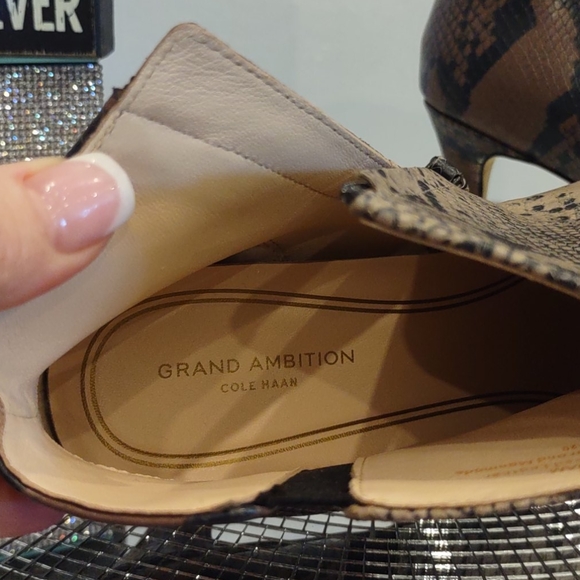 EVER
GRAND AMBITION
COLE HAAN